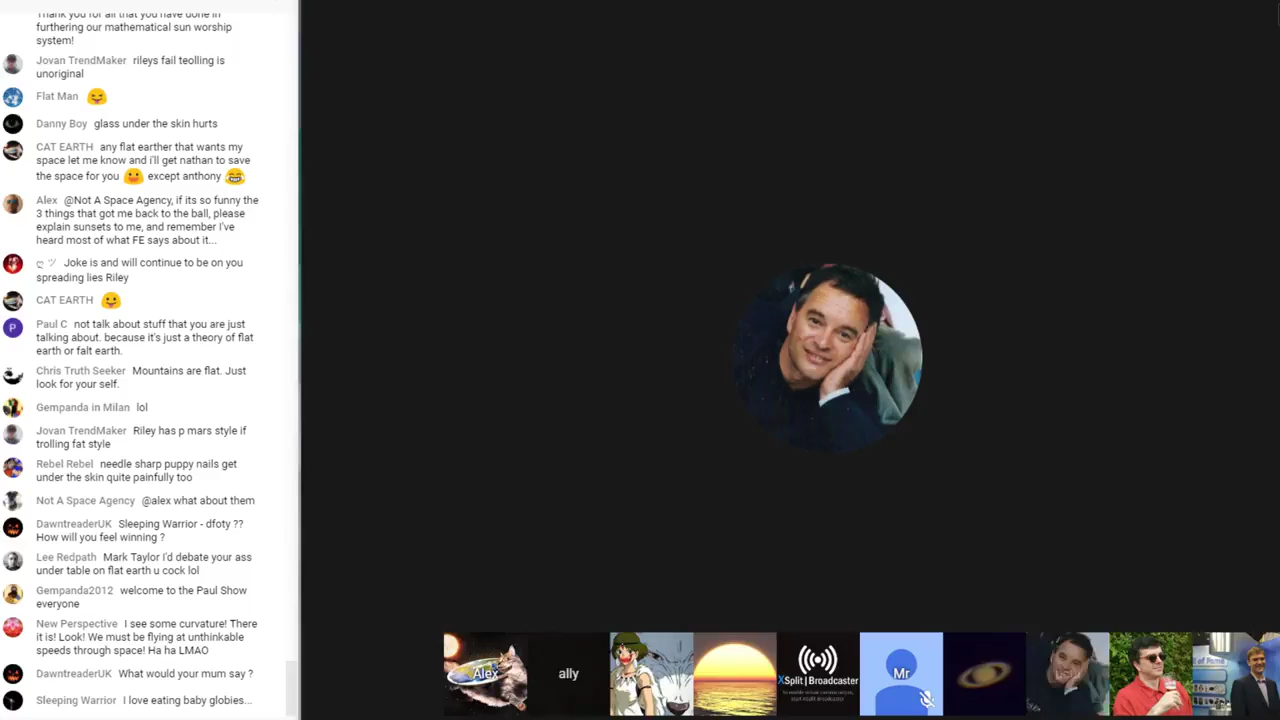 Thank you for all that you have done in
furthering our mathematical sun worship
system!
Jovan TrendMaker rileys fail teolling is
unoriginal
Flat Man
Danny Boy glass under the skin hurts
CAT EARTH any flat earther that wants my
space let me know and i'll get nathan to save
the space for you 😃 except anthony 😂
Alex @Not A Space Agency, if its so funny the
3 things that got me back to the ball, please
explain sunsets to me, and remember I've
heard most of what FE says about it...
ღ ツ Joke is and will continue to be on you
spreading lies Riley
CAT EARTH
P Paul C not talk about stuff that you are just
talking about. because it's just a theory of flat
earth or falt earth.
Chris Truth Seeker Mountains are flat. Just
look for your self.
Gempanda in Milan lol
Jovan TrendMaker Riley has p mars style if
trolling fat style
Rebel Rebel needle sharp puppy nails get
under the skin quite painfully too
Not A Space Agency @alex what about them
DawntreaderUK Sleeping Warrior - dfoty ??
How will you feel winning ?
Lee Redpath Mark Taylor I'd debate your ass
under table on flat earth u cock lol
Gempanda2012 welcome to the Paul Show
everyone
New Perspective I see some curvature! There
it is! Look! We must be flying at unthinkable
speeds through space! Ha ha LMAO
DawntreaderUK What would your mum say ?
Sleeping Warrior I love eating baby globies...
Alex
ally
XSplit | Broadcaster
Mr